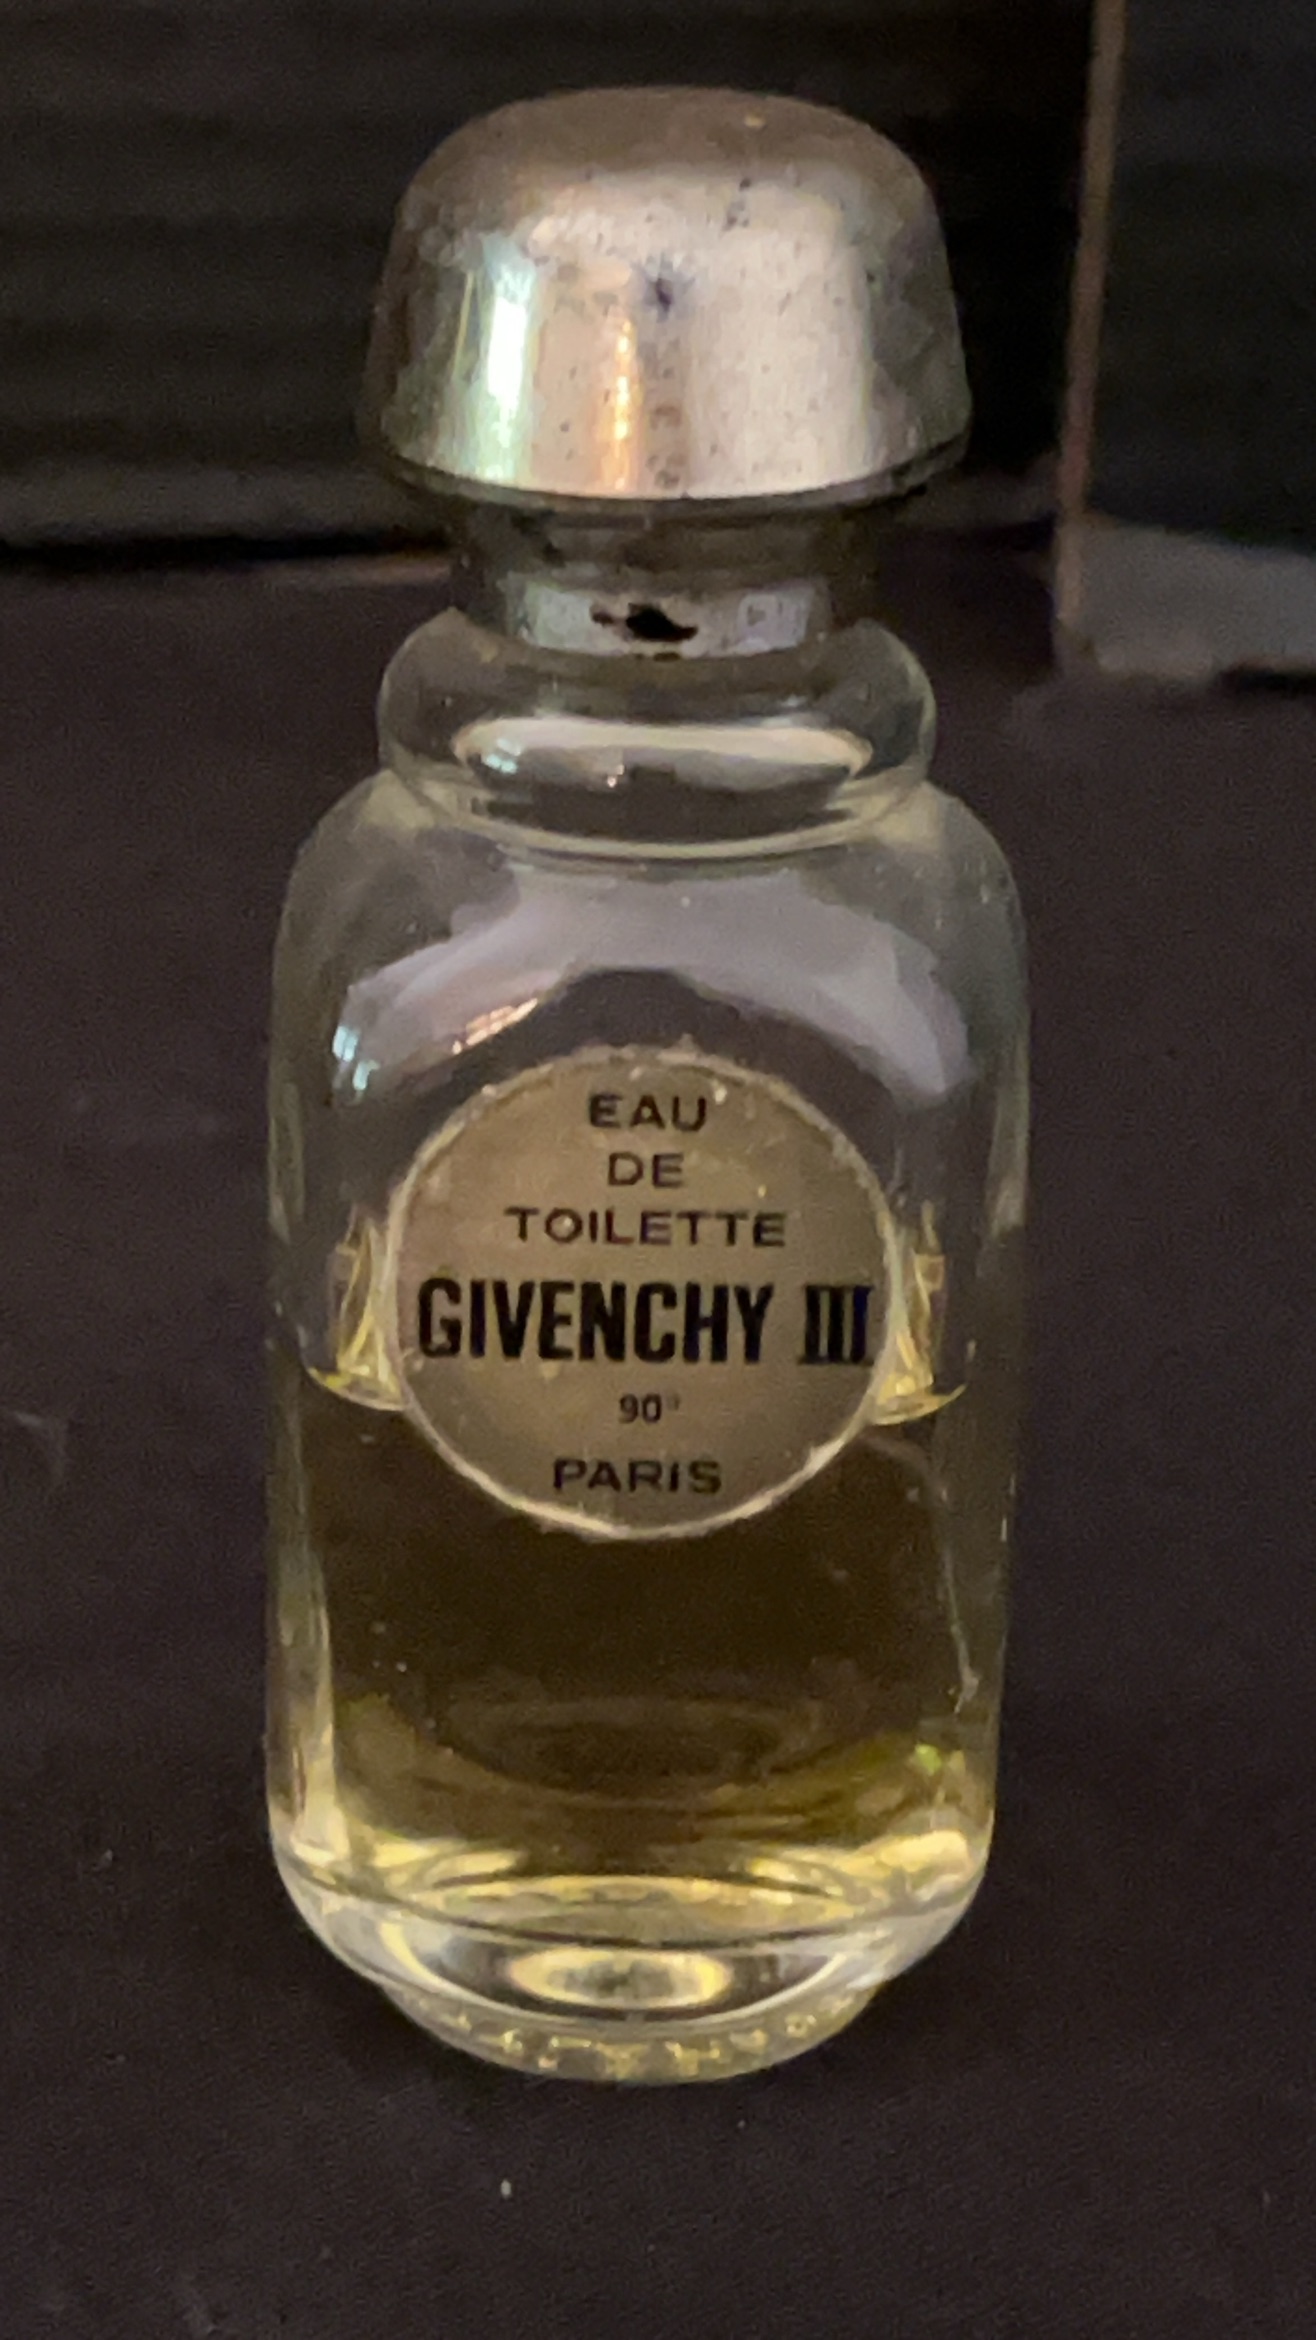 EAU
DE
TOILETTE
GIVENCHY III
90°
PARIS